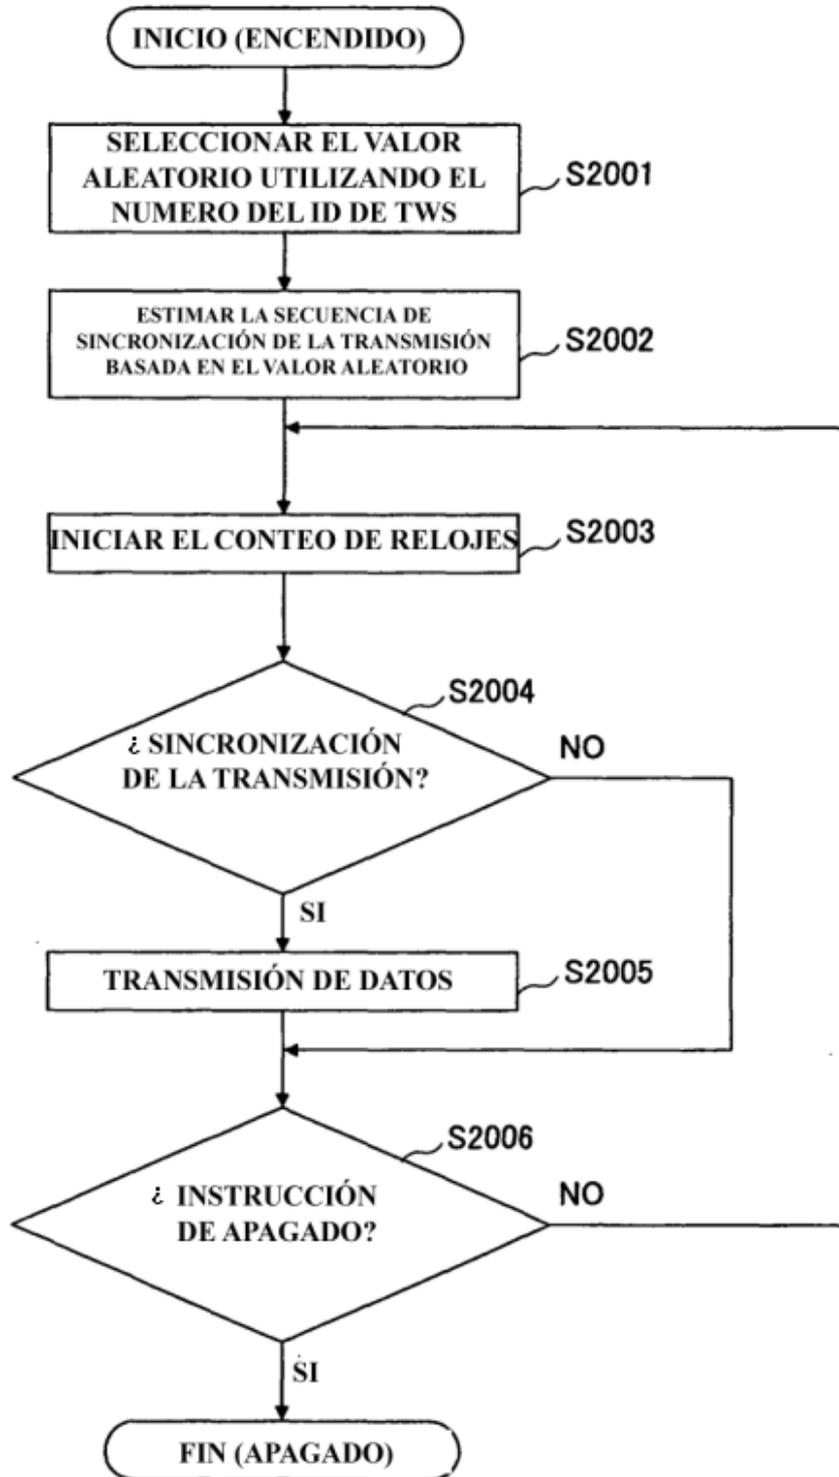 INICIO (ENCENDIDO)
SELECCIONAR EL VALOR
ALEATORIO UTILIZANDO EL
NUMERO DEL ID DE TWS
S2001
ESTIMAR LA SECUENCIA DE
SINCRONIZACIÓN DE LA TRANSMISIÓN
BASADA EN EL VALOR ALEATORIO
S2002
INICIAR EL CONTEO DE RELOJES
S2003
S2004
¿ SINCRONIZACIÓN
DE LA TRANSMISIÓN?
NO
SI
TRANSMISIÓN DE DATOS
S2005
S2006
¿ INSTRUCCIÓN
DE APAGADO?
NO
SI
FIN (APAGADO)